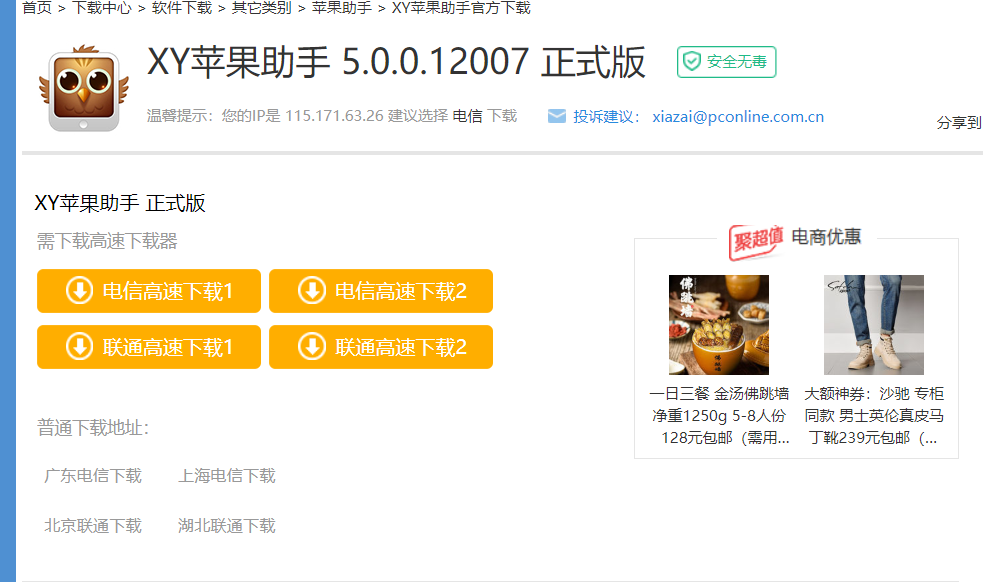 首页 > 下载中心 > 软件下载 > 其它类别 > 苹果助手 > XY苹果助手官方下载
XY苹果助手 5.0.0.12007 正式版
安全无毒
温馨提示：您的IP是 115.171.63.26 建议选择 电信 下载
投诉建议： xiazai@pconline.com.cn
分享到
XY苹果助手 正式版
需下载高速下载器
电信高速下载1
电信高速下载2
联通高速下载1
联通高速下载2
普通下载地址：
广东电信下载
上海电信下载
北京联通下载
湖北联通下载
聚超值 电商优惠
佛跳墙
一日三餐 金汤佛跳墙
净重1250g 5-8人份
128元包邮（需用...
大额神券：沙驰 专柜
同款 男士英伦真皮马
丁靴239元包邮（...